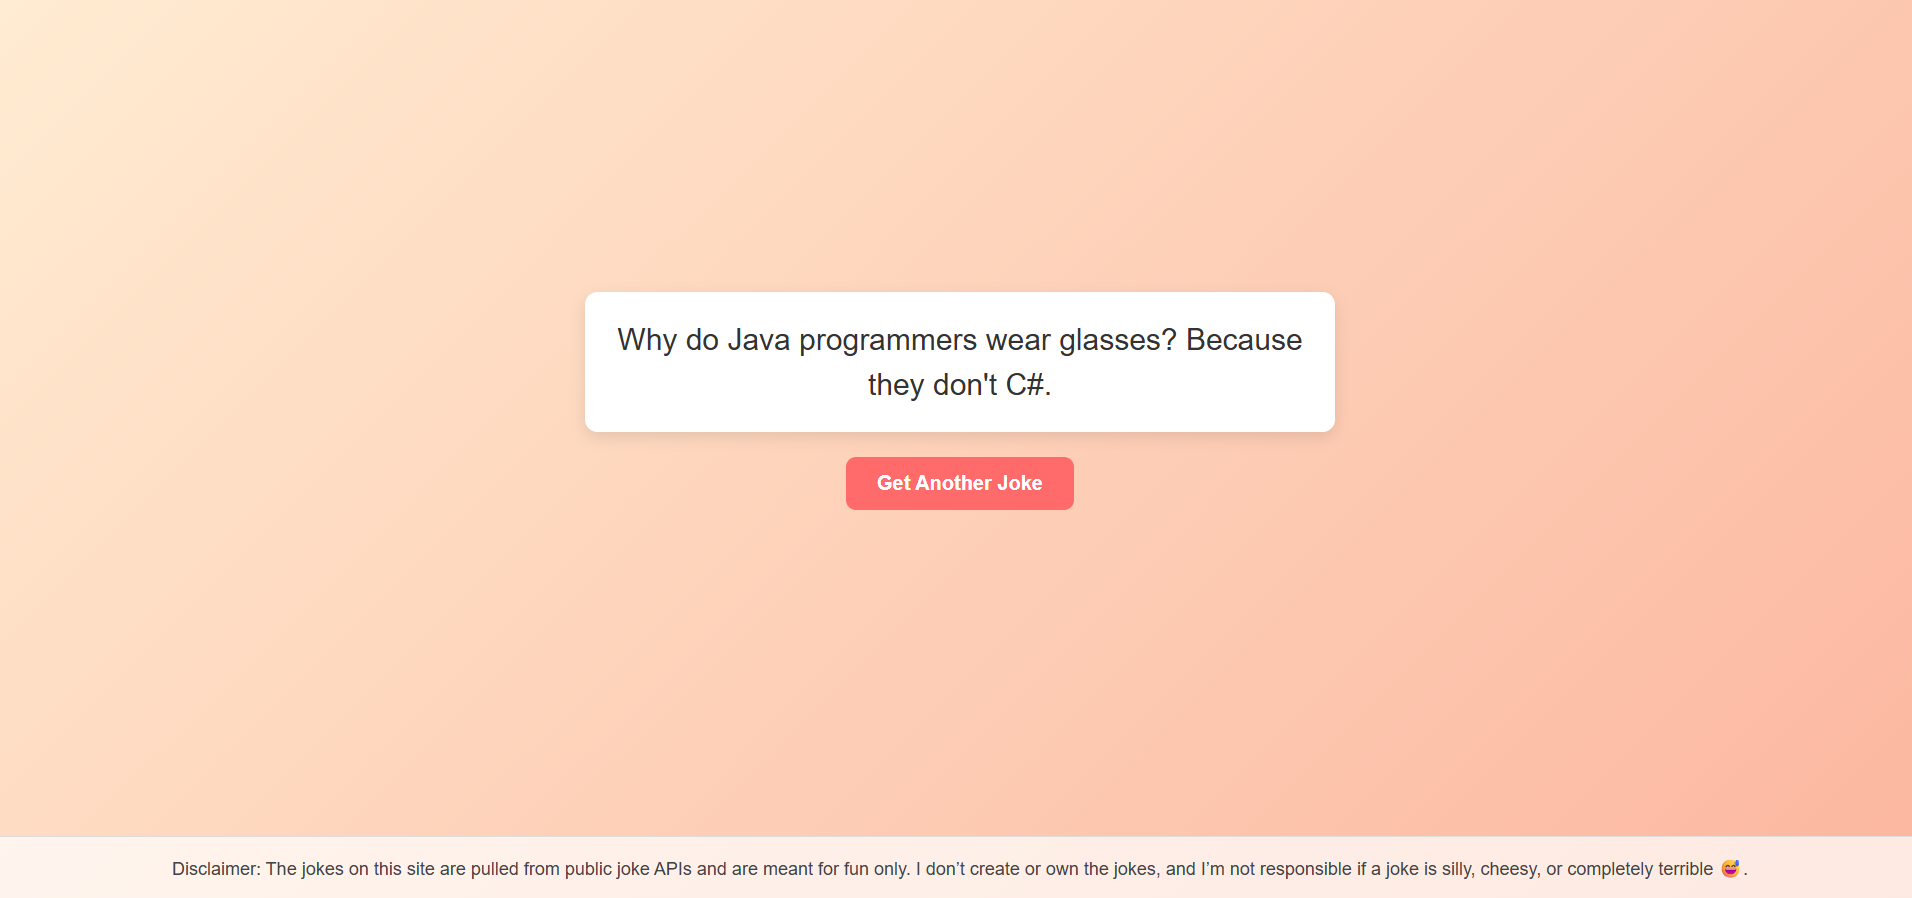 Why do Java programmers wear glasses? Because
they don't C#.
Get Another Joke
Disclaimer: The jokes on this site are pulled from public joke APIs and are meant for fun only. I don’t create or own the jokes, and I’m not responsible if a joke is silly, cheesy, or completely terrible 😅.